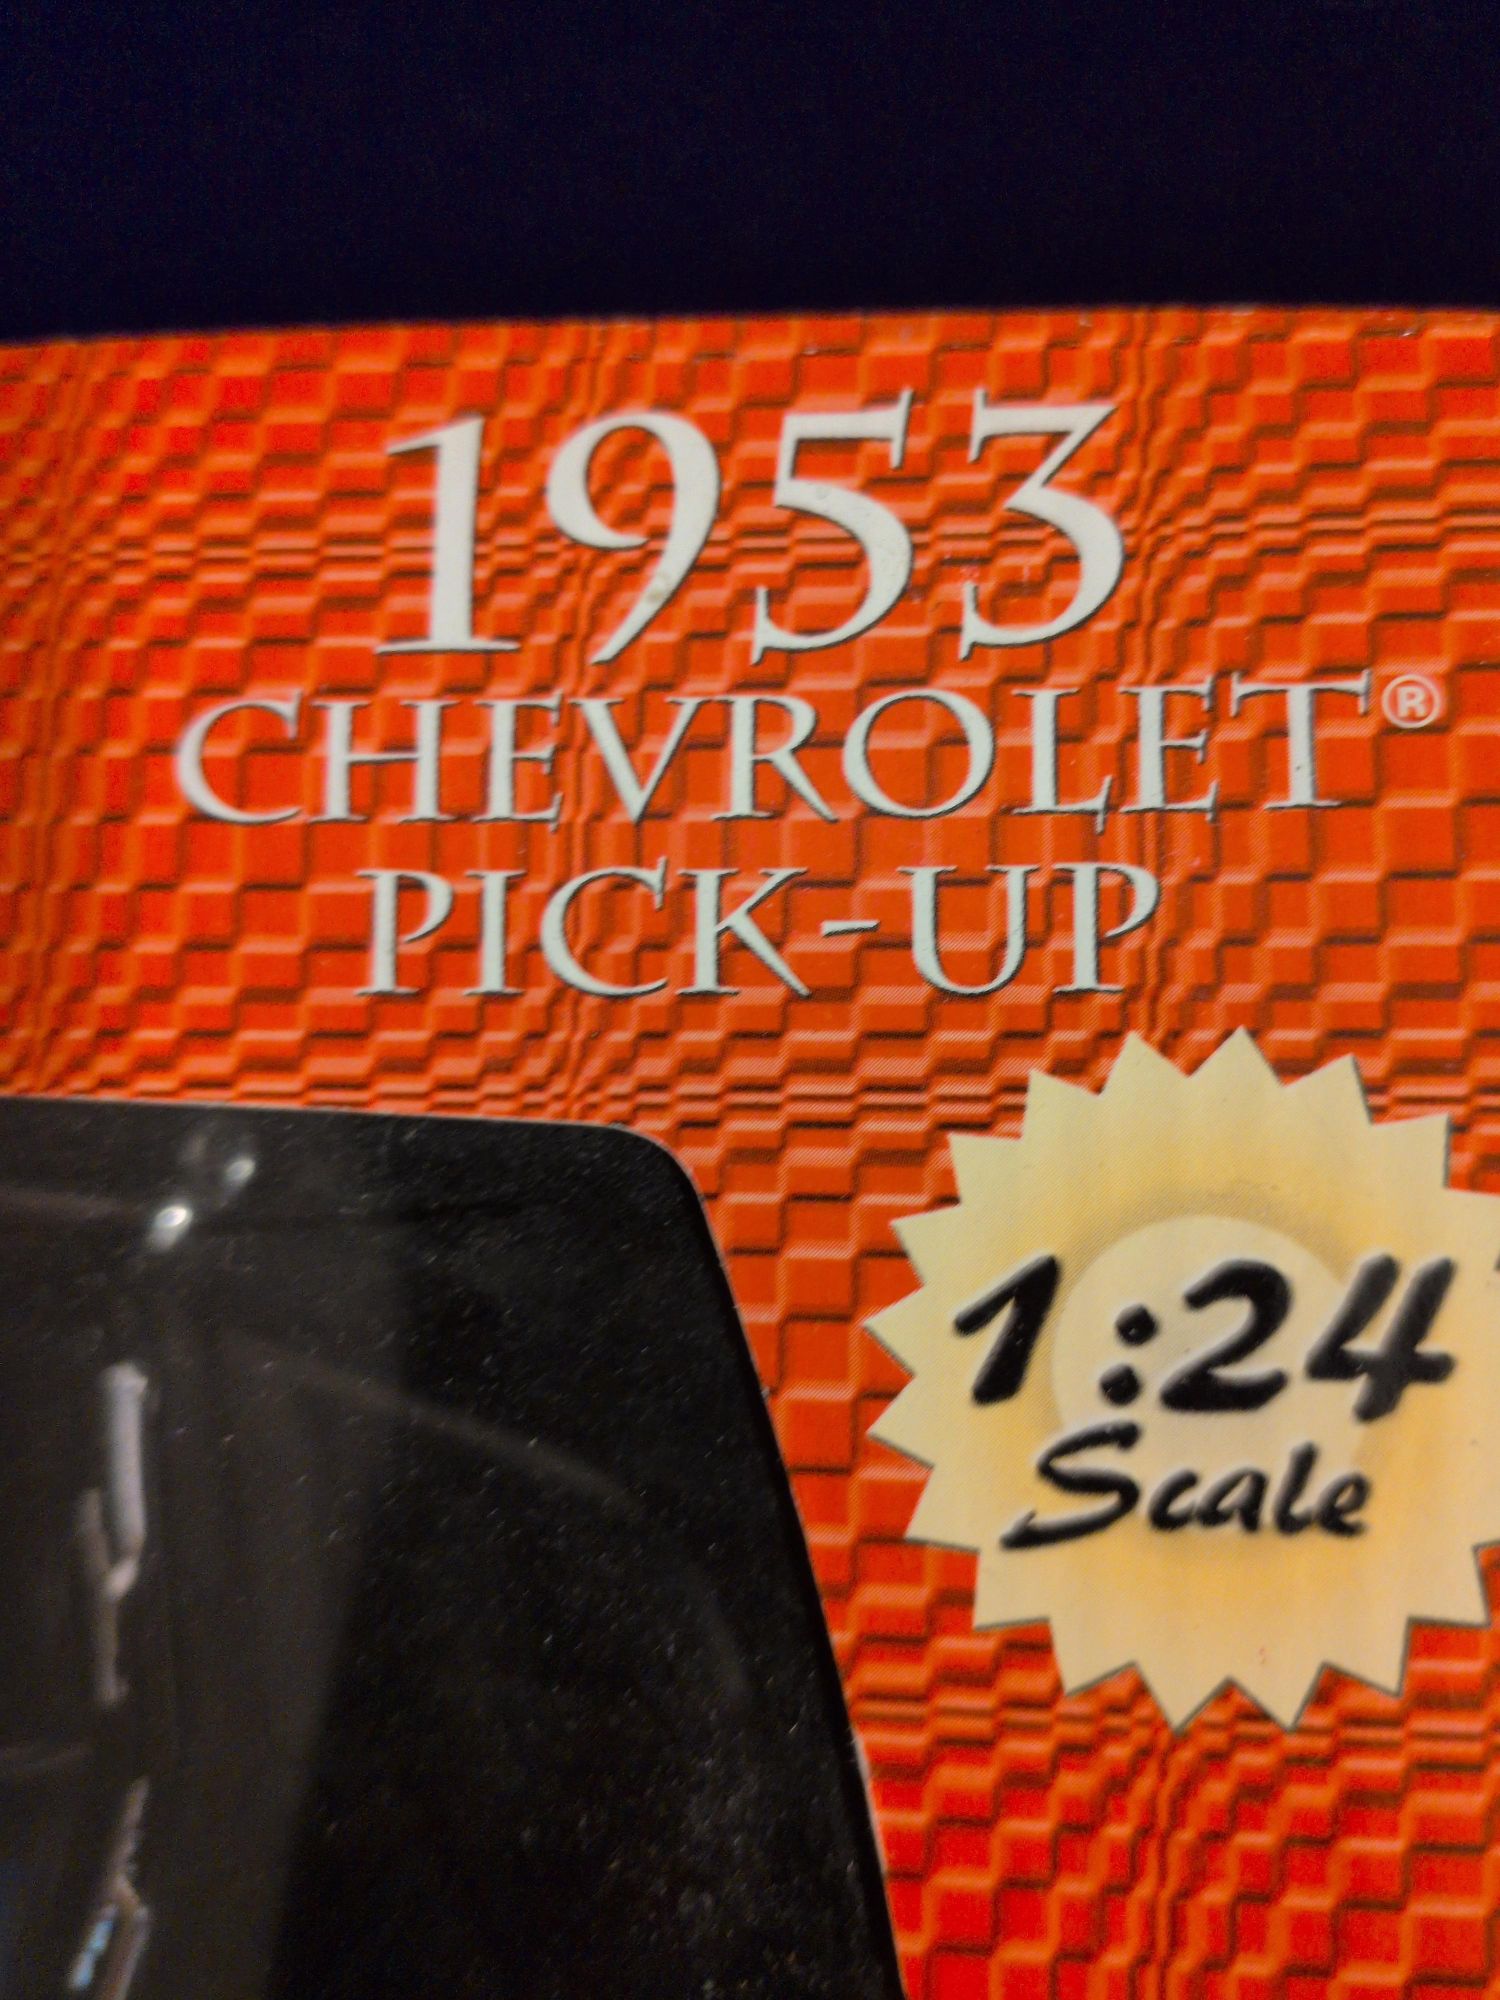 1953
CHEVROLET®
PICK-UP
1:24
Scale